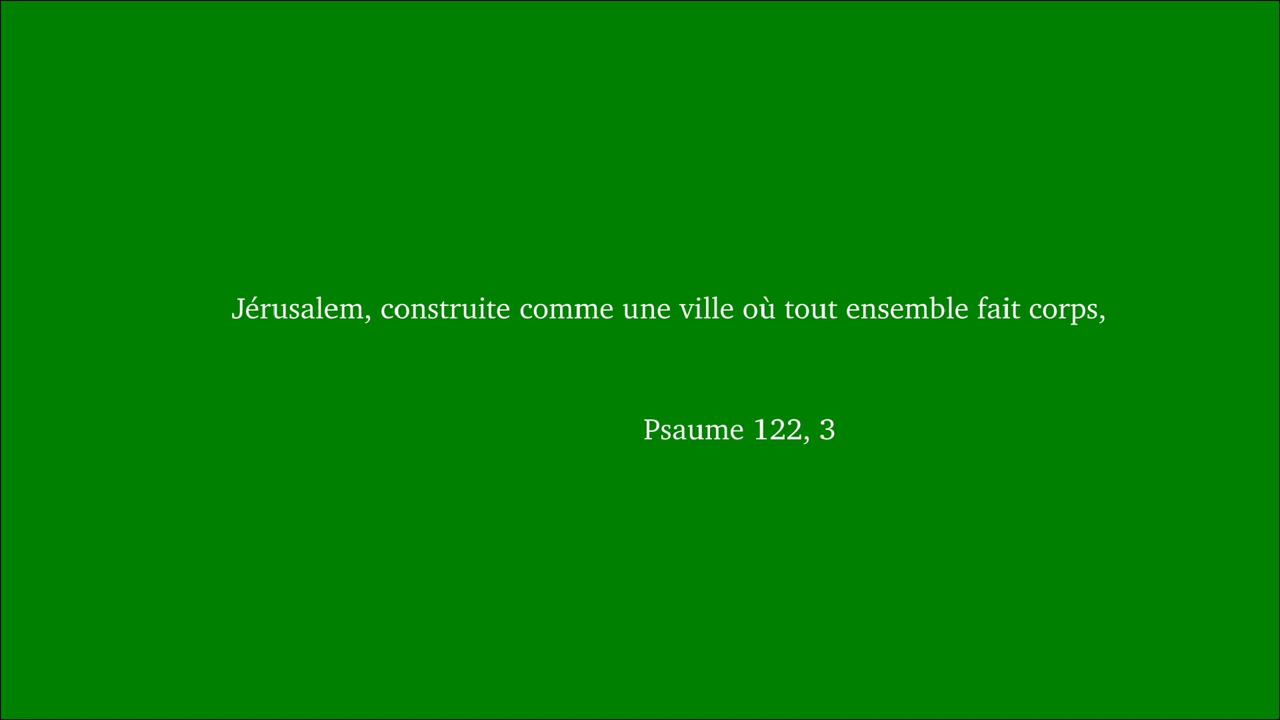 Jérusalem, construite comme une ville où tout ensemble fait corps,
Psaume 122, 3